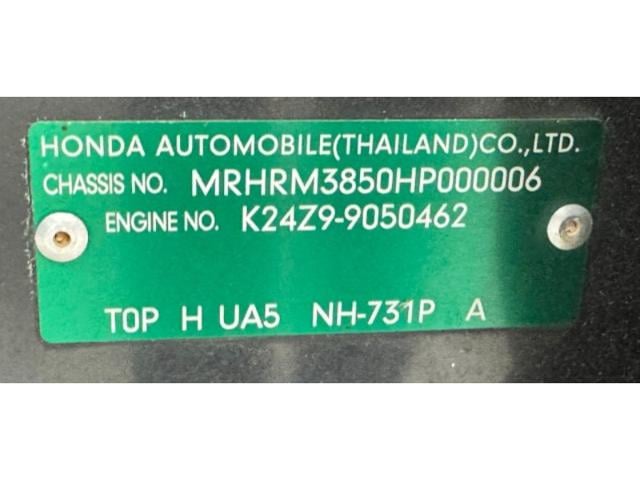 HONDA AUTOMOBILE(THAILAND)CO.,LTD.
CHASSIS NO. MRHRM3850HP000006
ENGINE NO. K24Z9-9050462
TOP H UA5 NH-731P A